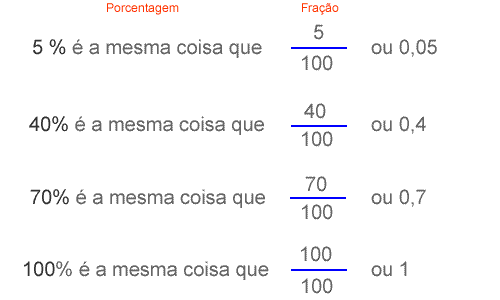 Porcentagem Fração
5 % é a mesma coisa que 5/100 ou 0,05
40% é a mesma coisa que 40/100 ou 0,4
70% é a mesma coisa que 70/100 ou 0,7
100% é a mesma coisa que 100/100 ou 1